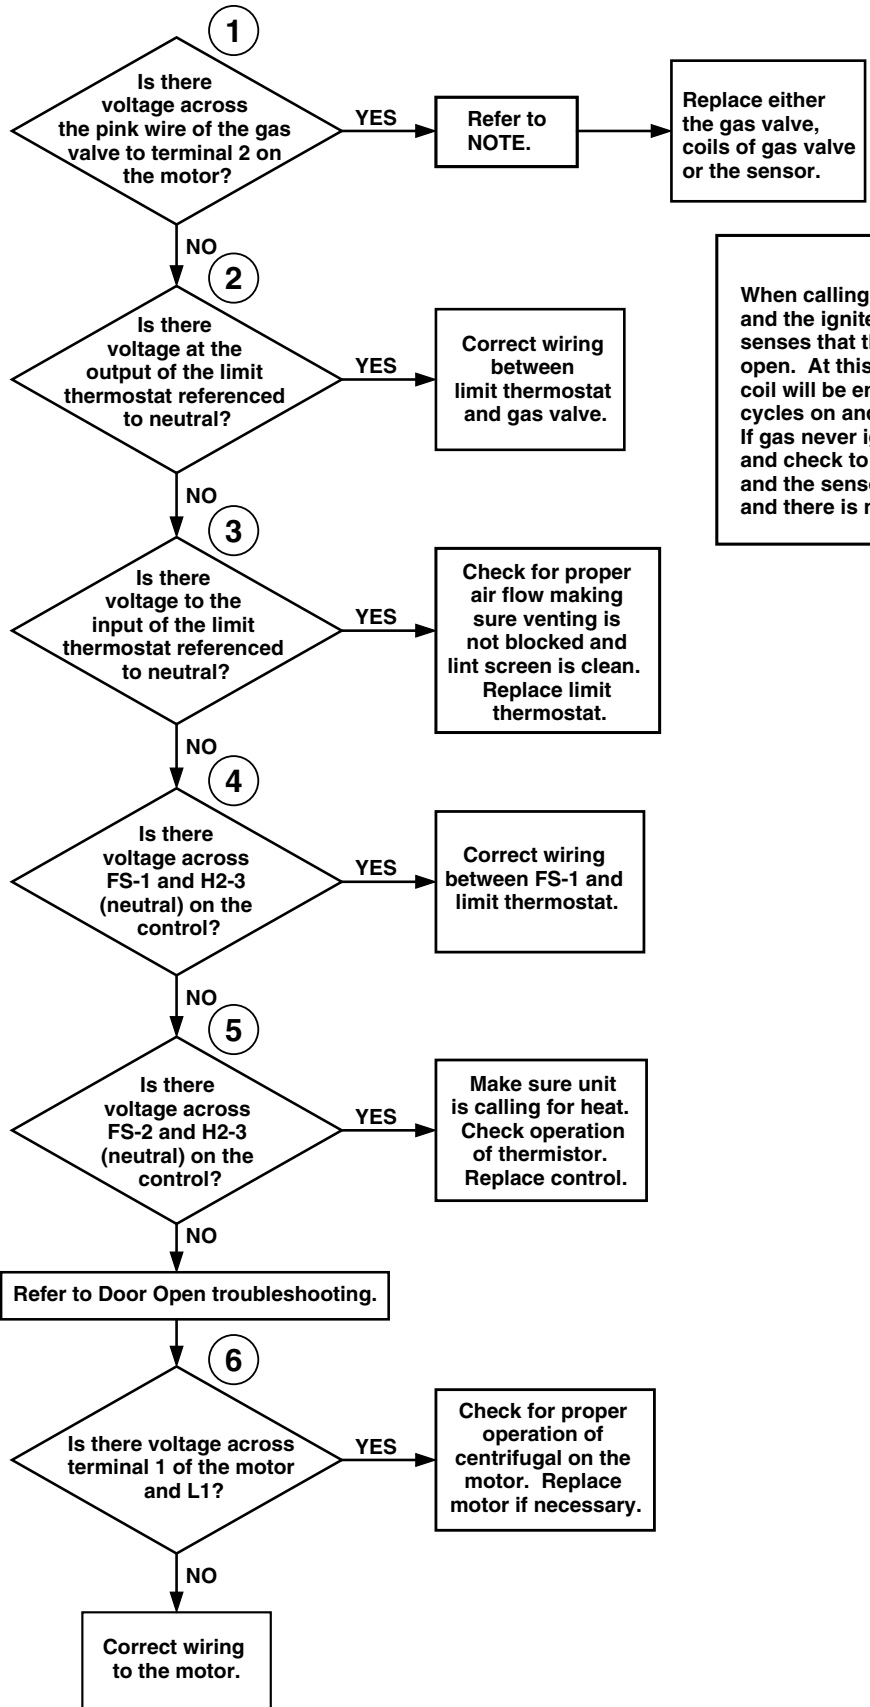 1
Is there
voltage across
the pink wire of the gas
valve to terminal 2 on
the motor?
YES
Refer to
NOTE.
Replace either
the gas valve,
coils of gas valve
or the sensor.
NO
2
Is there
voltage at the
output of the limit
thermostat referenced
to neutral?
YES
Correct wiring
between
limit thermostat
and gas valve.
When calling
and the
senses that
open. At this
coil will be
cycles on
If gas never
and check to
and the
and there is
NO
3
Is there
voltage to the
input of the limit
thermostat referenced
to neutral?
YES
Check for proper
air flow making
sure venting is
not blocked and
lint screen is clean.
Replace limit
thermostat.
NO
4
Is there
voltage across
FS-1 and H2-3
(neutral) on the
control?
YES
Correct wiring
between FS-1 and
limit thermostat.
NO
5
Is there
voltage across
FS-2 and H2-3
(neutral) on the
control?
YES
Make sure unit
is calling for heat.
Check operation
of thermistor.
Replace control.
NO
Refer to Door Open troubleshooting.
6
Is there voltage across
terminal 1 of the motor
and L1?
YES
Check for proper
operation of
centrifugal on the
motor. Replace
motor if necessary.
NO
Correct wiring
to the motor.